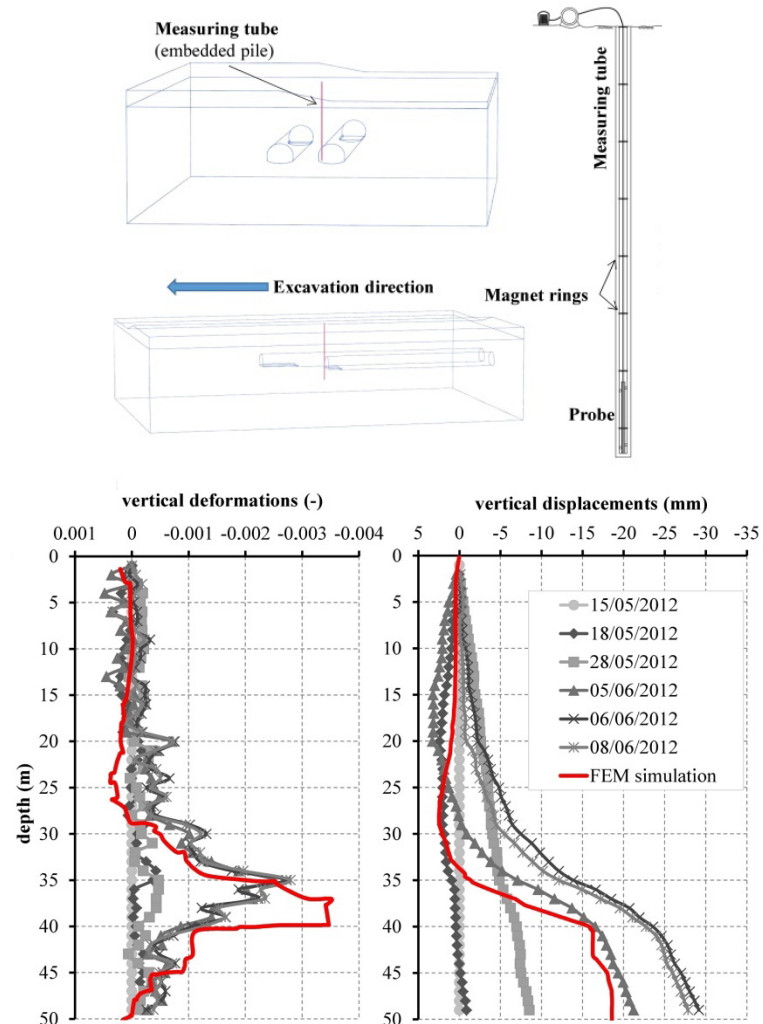 Measuring tube
(embedded pile)
Measuring tube
Excavation direction
Magnet rings
Probe
vertical deformations (-)
0.001 0 -0.001 -0.002 -0.003 -0.004
depth (m)
0
5
10
15
20
25
30
35
40
45
50
vertical displacements (mm)
5 0 -5 -10 -15 -20 -25 -30 -35
0
5
10
15
20
25
30
35
40
45
50
15/05/2012
18/05/2012
28/05/2012
05/06/2012
06/06/2012
08/06/2012
FEM simulation